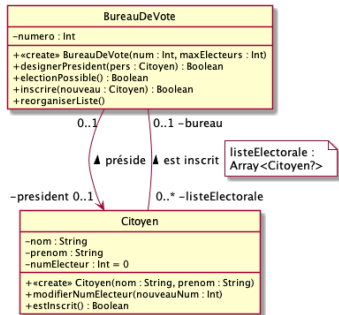 BureauDeVote
-numero : Int
+«create» BureauDeVote(num : Int, maxElecteurs : Int)
+designerPresident(pers : Citoyen) : Boolean
+electionPossible() : Boolean
+inscrire(nouveau : Citoyen) : Boolean
+reorganiserListe()
0..1 0..1 -bureau
préside est inscrit
listeElectorale :
Array<Citoyen?>
-president 0..1 0..* -listeElectorale
Citoyen
-nom : String
-prenom : String
-numElecteur : Int = 0
+«create» Citoyen(nom : String, prenom : String)
+modifierNumElecteur(nouveauNum : Int)
+estInscrit() : Boolean